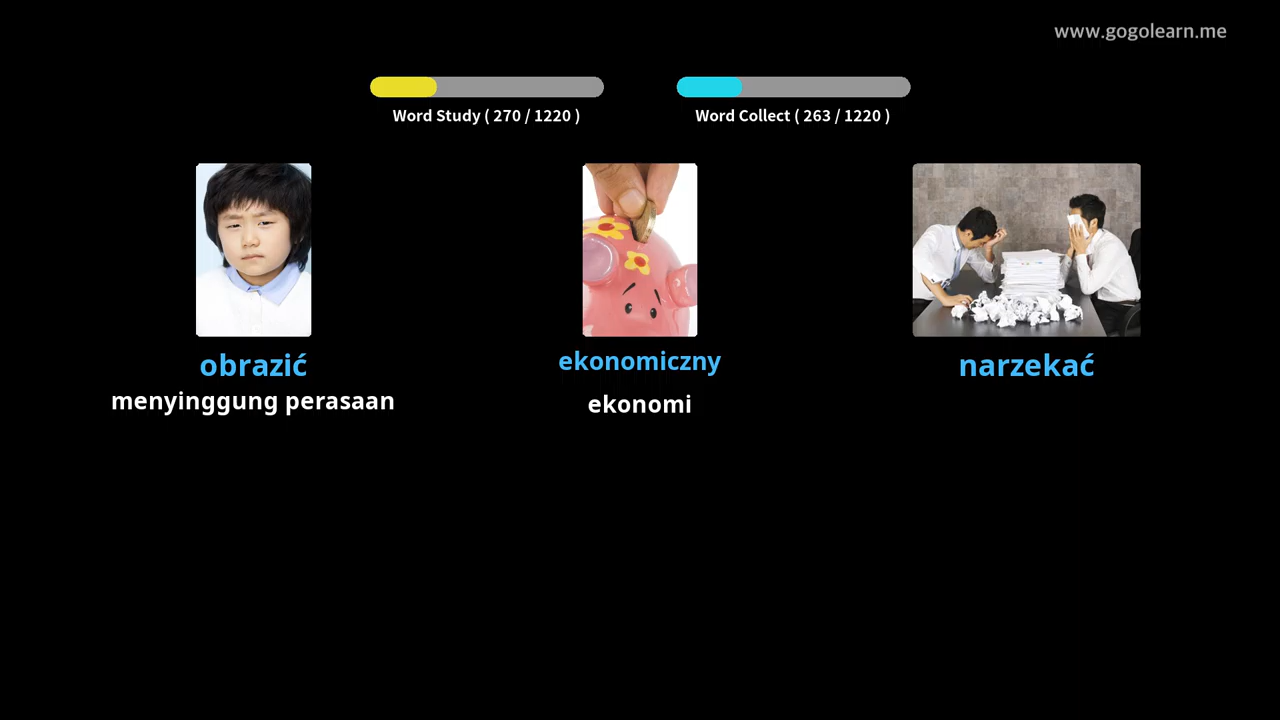 www.gogolearn.me
Word Study ( 270 / 1220 )
Word Collect ( 263 / 1220 )
obrazić
menyinggung perasaan
ekonomiczny
ekonomi
narzekać